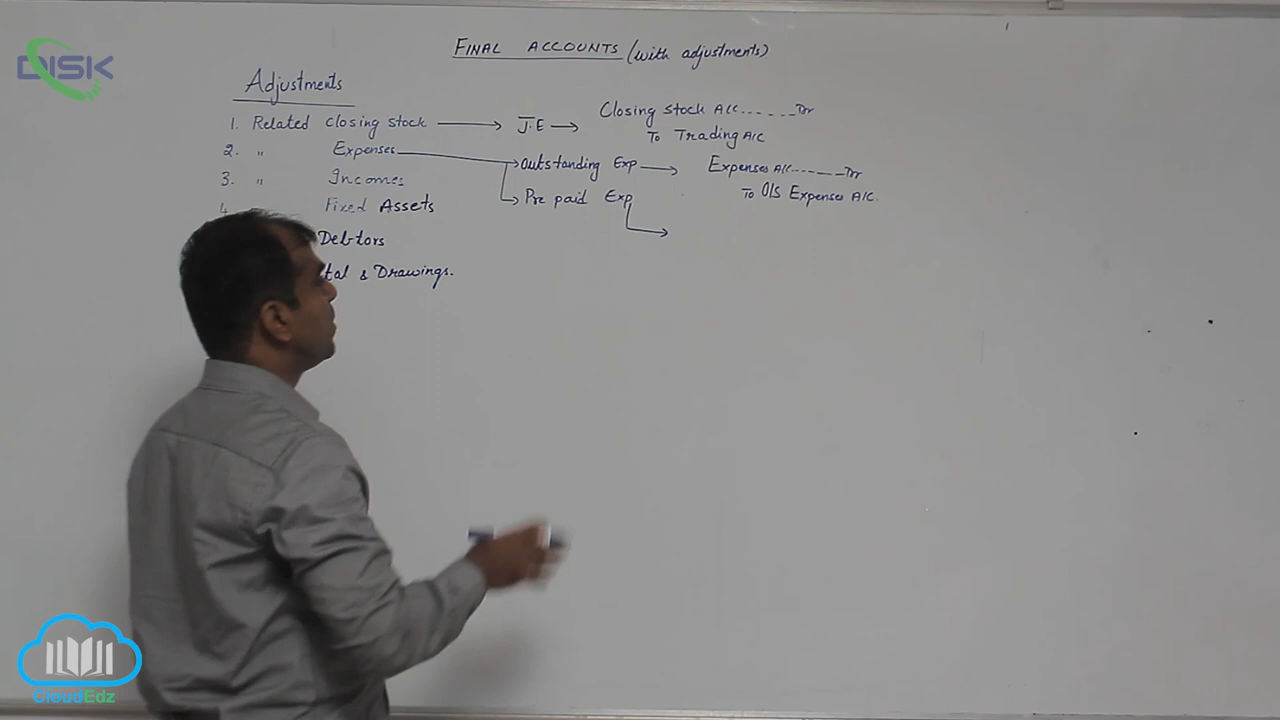 DISK
FINAL ACCOUNTS (with adjustments)
Adjustments
1. Related closing stock → J.E → Closing stock A/c....... Dr
To Trading A/C
2. " Expenses → Outstanding Exp → Expenses A/c....... Dr
To O/S Expenses A/C.
3. " Incomes
→ Pre paid Exp →
4. Fixed Assets
Debtors
tal & Drawings.
CloudEdz